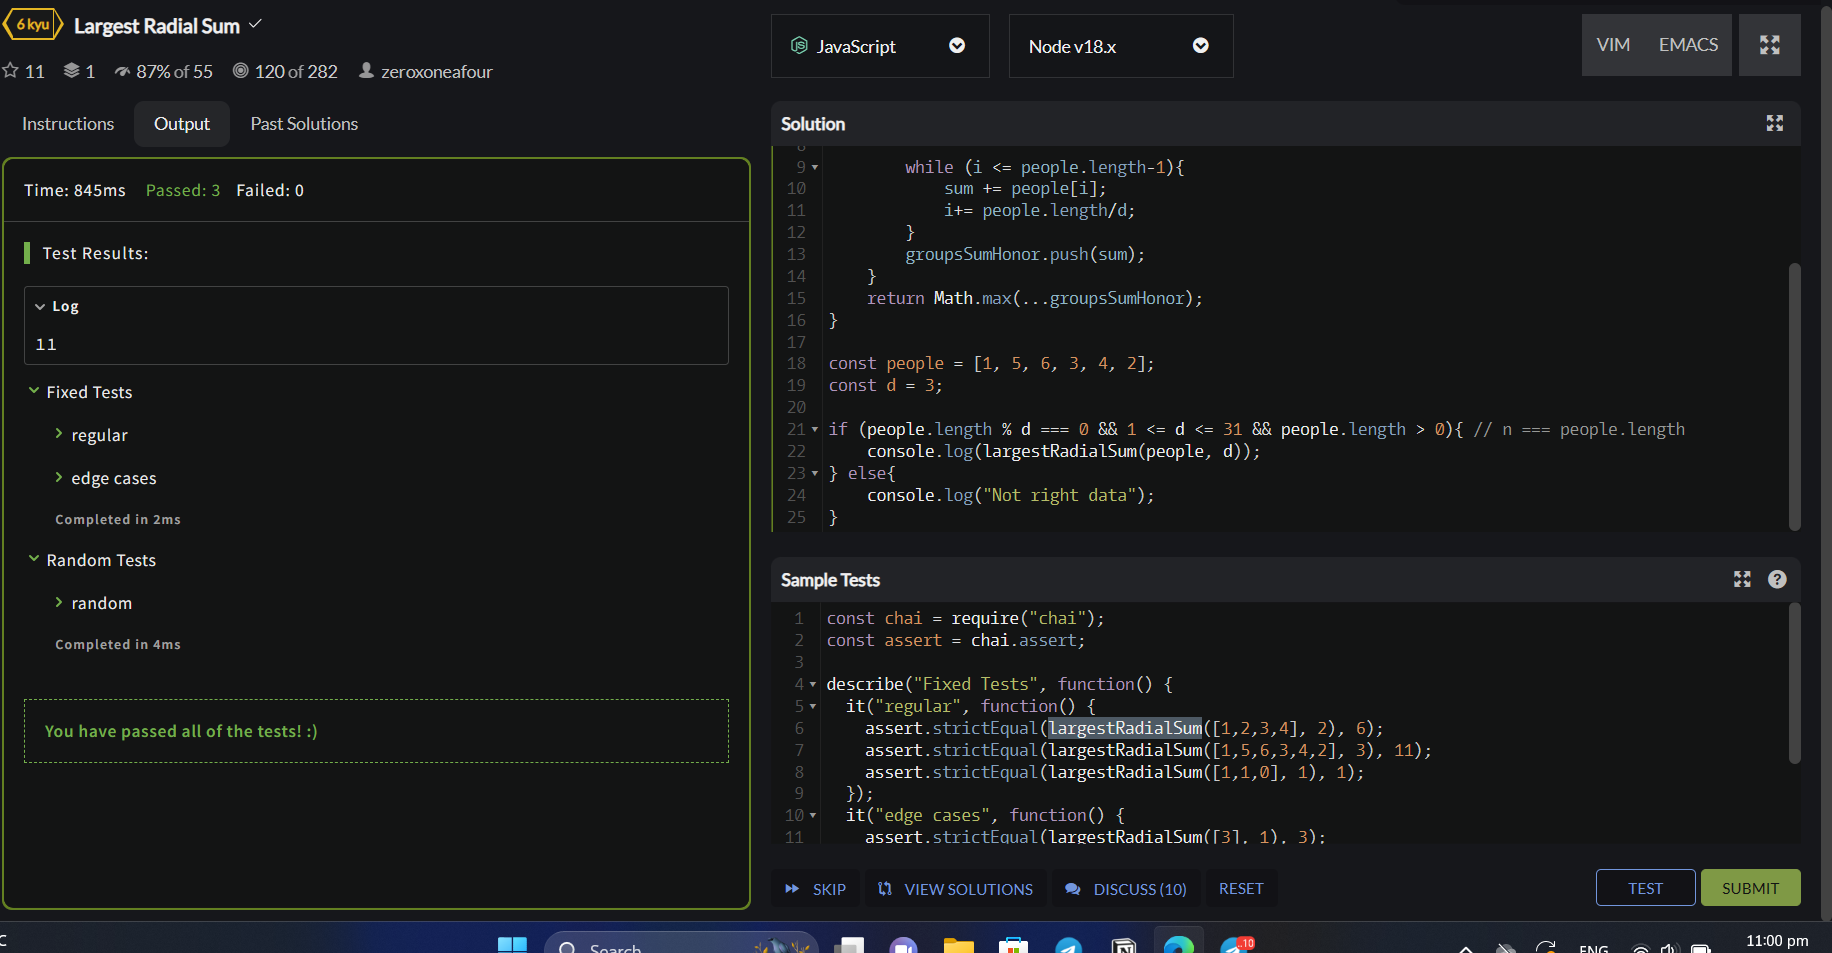 6 kyu Largest Radial Sum
11 1 87% of 55 120 of 282 zeroxoneafour
JavaScript
Node v18.x
VIM EMACS
Instructions Output Past Solutions
Time: 845ms Passed: 3 Failed: 0
Test Results:
Log
11
Fixed Tests
regular
edge cases
Completed in 2ms
Random Tests
random
Completed in 4ms
You have passed all of the tests! :)
Solution
8
9 while (i <= people.length-1){
10 sum += people[i];
11 i+= people.length/d;
12 }
13 groupsSumHonor.push(sum);
14 }
15 return Math.max(...groupsSumHonor);
16 }
17
18 const people = [1, 5, 6, 3, 4, 2];
19 const d = 3;
20
21 if (people.length % d === 0 && 1 <= d <= 31 && people.length > 0){ // n === people.length
22 console.log(largestRadialSum(people, d));
23 } else{
24 console.log("Not right data");
25 }
Sample Tests
?
1 const chai = require("chai");
2 const assert = chai.assert;
3
4 describe("Fixed Tests", function() {
5 it("regular", function() {
6 assert.strictEqual(largestRadialSum([1,2,3,4], 2), 6);
7 assert.strictEqual(largestRadialSum([1,5,6,3,4,2], 3), 11);
8 assert.strictEqual(largestRadialSum([1,1,0], 1), 1);
9 });
10 it("edge cases", function() {
11 assert.strictEqual(largestRadialSum([3], 1), 3);
SKIP VIEW SOLUTIONS DISCUSS (10) RESET
TEST SUBMIT
C
Search
10
ENG
11:00 pm